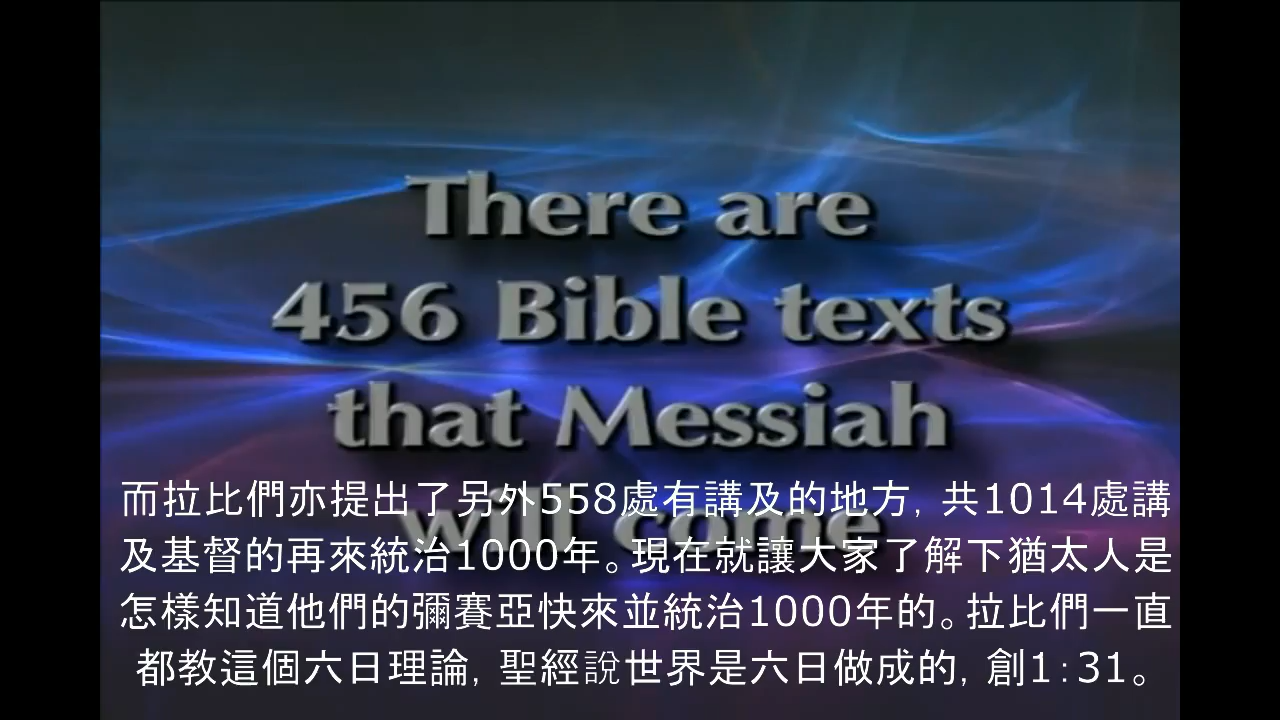 There are
456 Bible texts
that Messiah
will come
而拉比們亦提出了另外558處有講及的地方，共1014處講
及基督的再來統治1000年。現在就讓大家了解下猶太人是
怎樣知道他們的彌賽亞快來並統治1000年的。拉比們一直
都教這個六日理論，聖經說世界是六日做成的，創1：31。